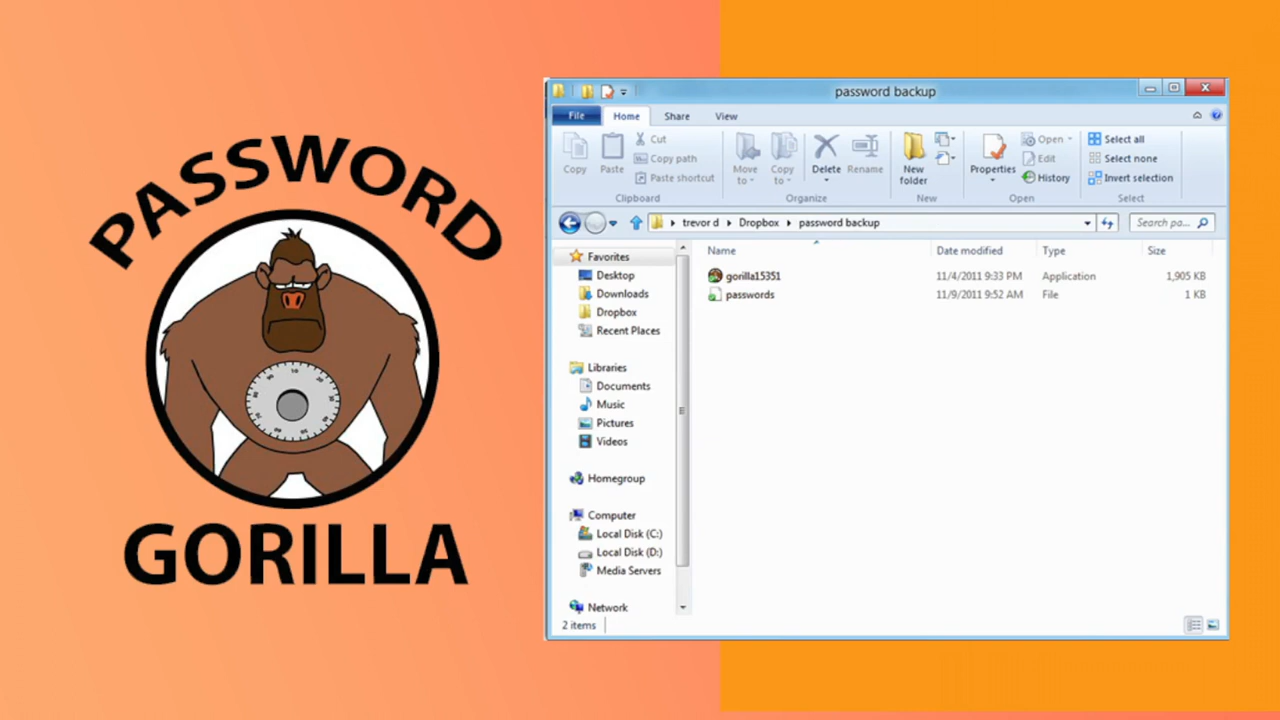 PASSWORD
GORILLA
password backup
File Home Share View
Copy
Paste
Cut
Copy path
Paste shortcut
Clipboard
Move to
Copy to
Delete
Rename
Organize
New folder
New
Properties
Open
Edit
History
Open
Select all
Select none
Invert selection
Select
trevor d Dropbox password backup
Search pa...
Name Date modified Type Size
gorilla15351 11/4/2011 9:33 PM Application 1,905 KB
passwords 11/9/2011 9:52 AM File 1 KB
Favorites
Desktop
Downloads
Dropbox
Recent Places
Libraries
Documents
Music
Pictures
Videos
Homegroup
Computer
Local Disk (C:)
Local Disk (D:)
Media Servers
Network
2 items